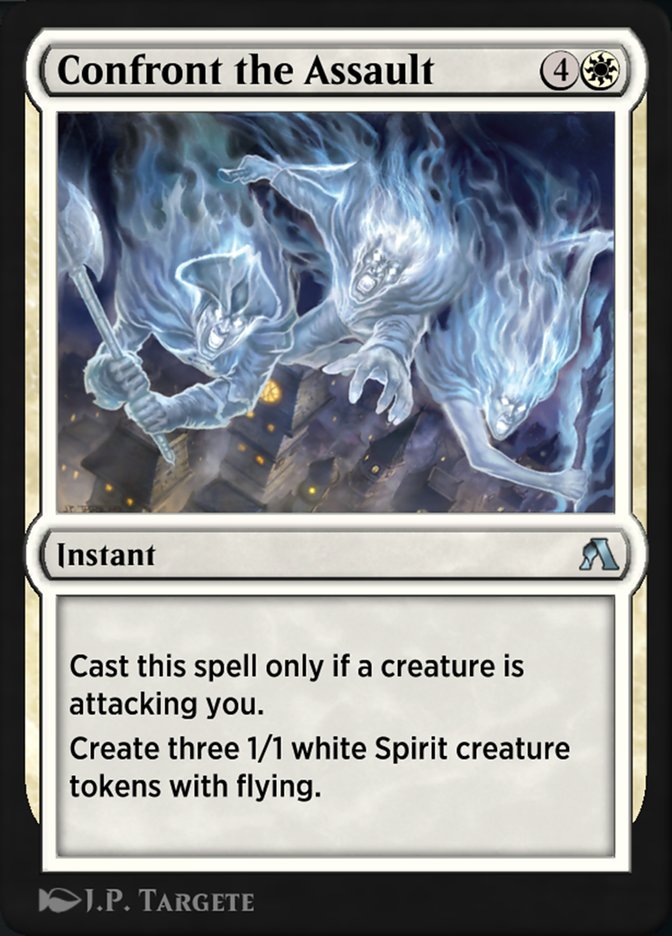 Confront the Assault 4
Instant
Cast this spell only if a creature is
attacking you.
Create three 1/1 white Spirit creature
tokens with flying.
J.P. Targete